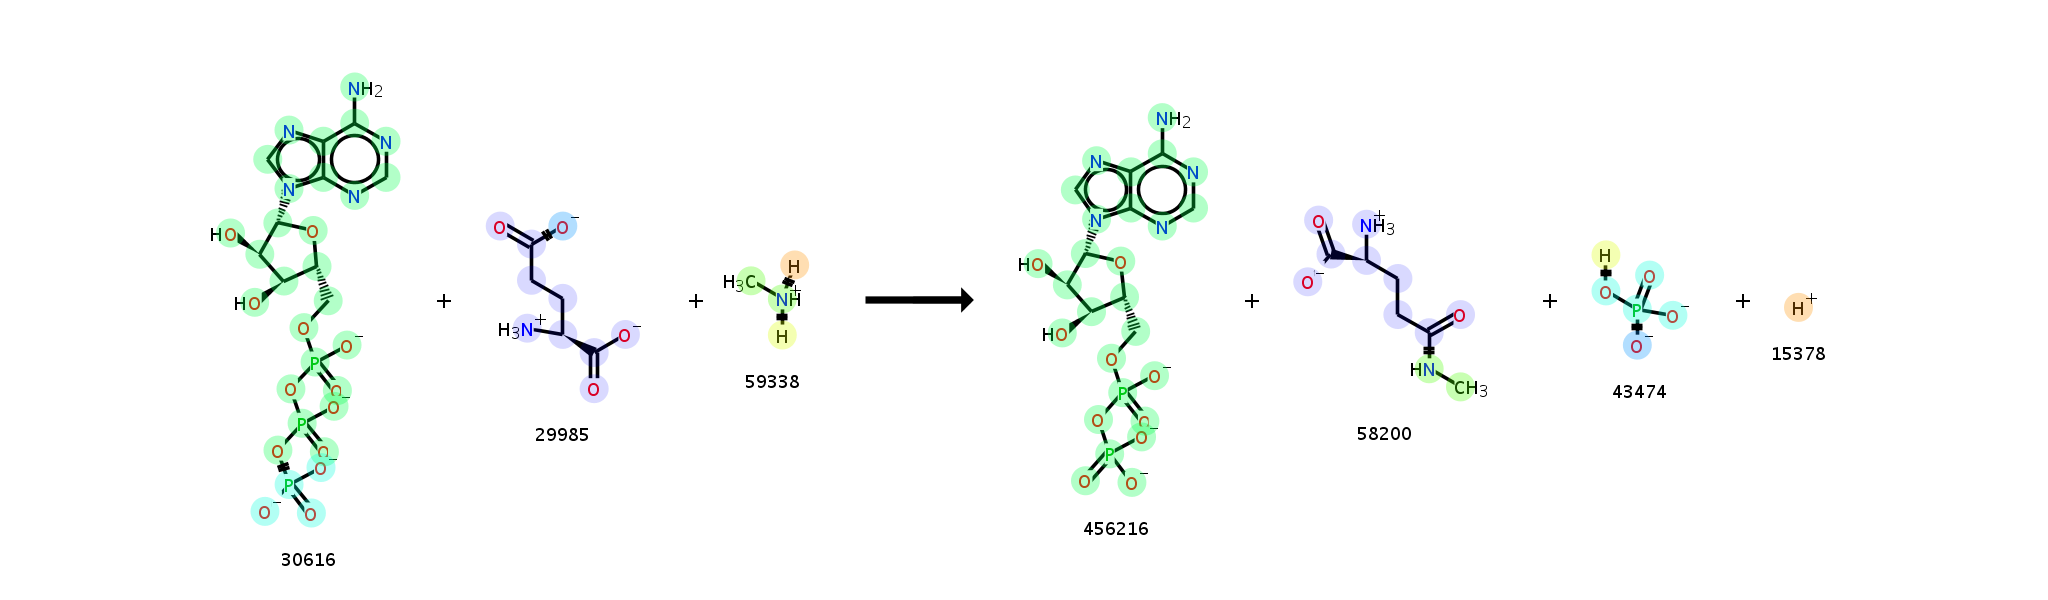 NH2
N
N
N
N
HO
O
HO
O
O−
P
O
O
O−
P
O
O
O−
P
O−
O
30616
+
O
O−
H3N+
O−
O
29985
+
H3C
H
NH+
H
59338
+
NH2
N
N
N
N
HO
O
HO
O
O−
P
O
O
O−
P
O
O−
456216
+
O
NH3+
O−
O
HN
CH3
58200
+
H
O
O
P
O−
O−
43474
+
H+
15378